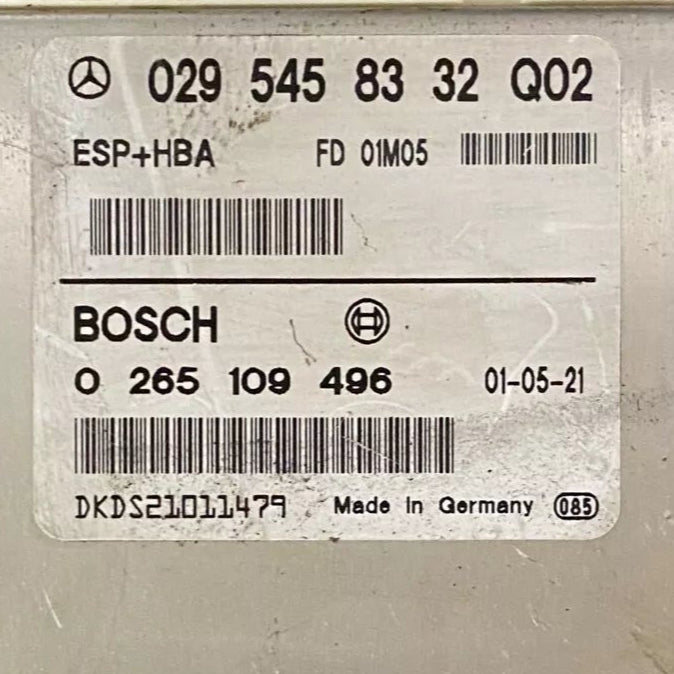 029 545 83 32 Q02
ESP+HBA FD 01M05
BOSCH
0 265 109 496 01-05-21
DKDS21011479 Made in Germany 085